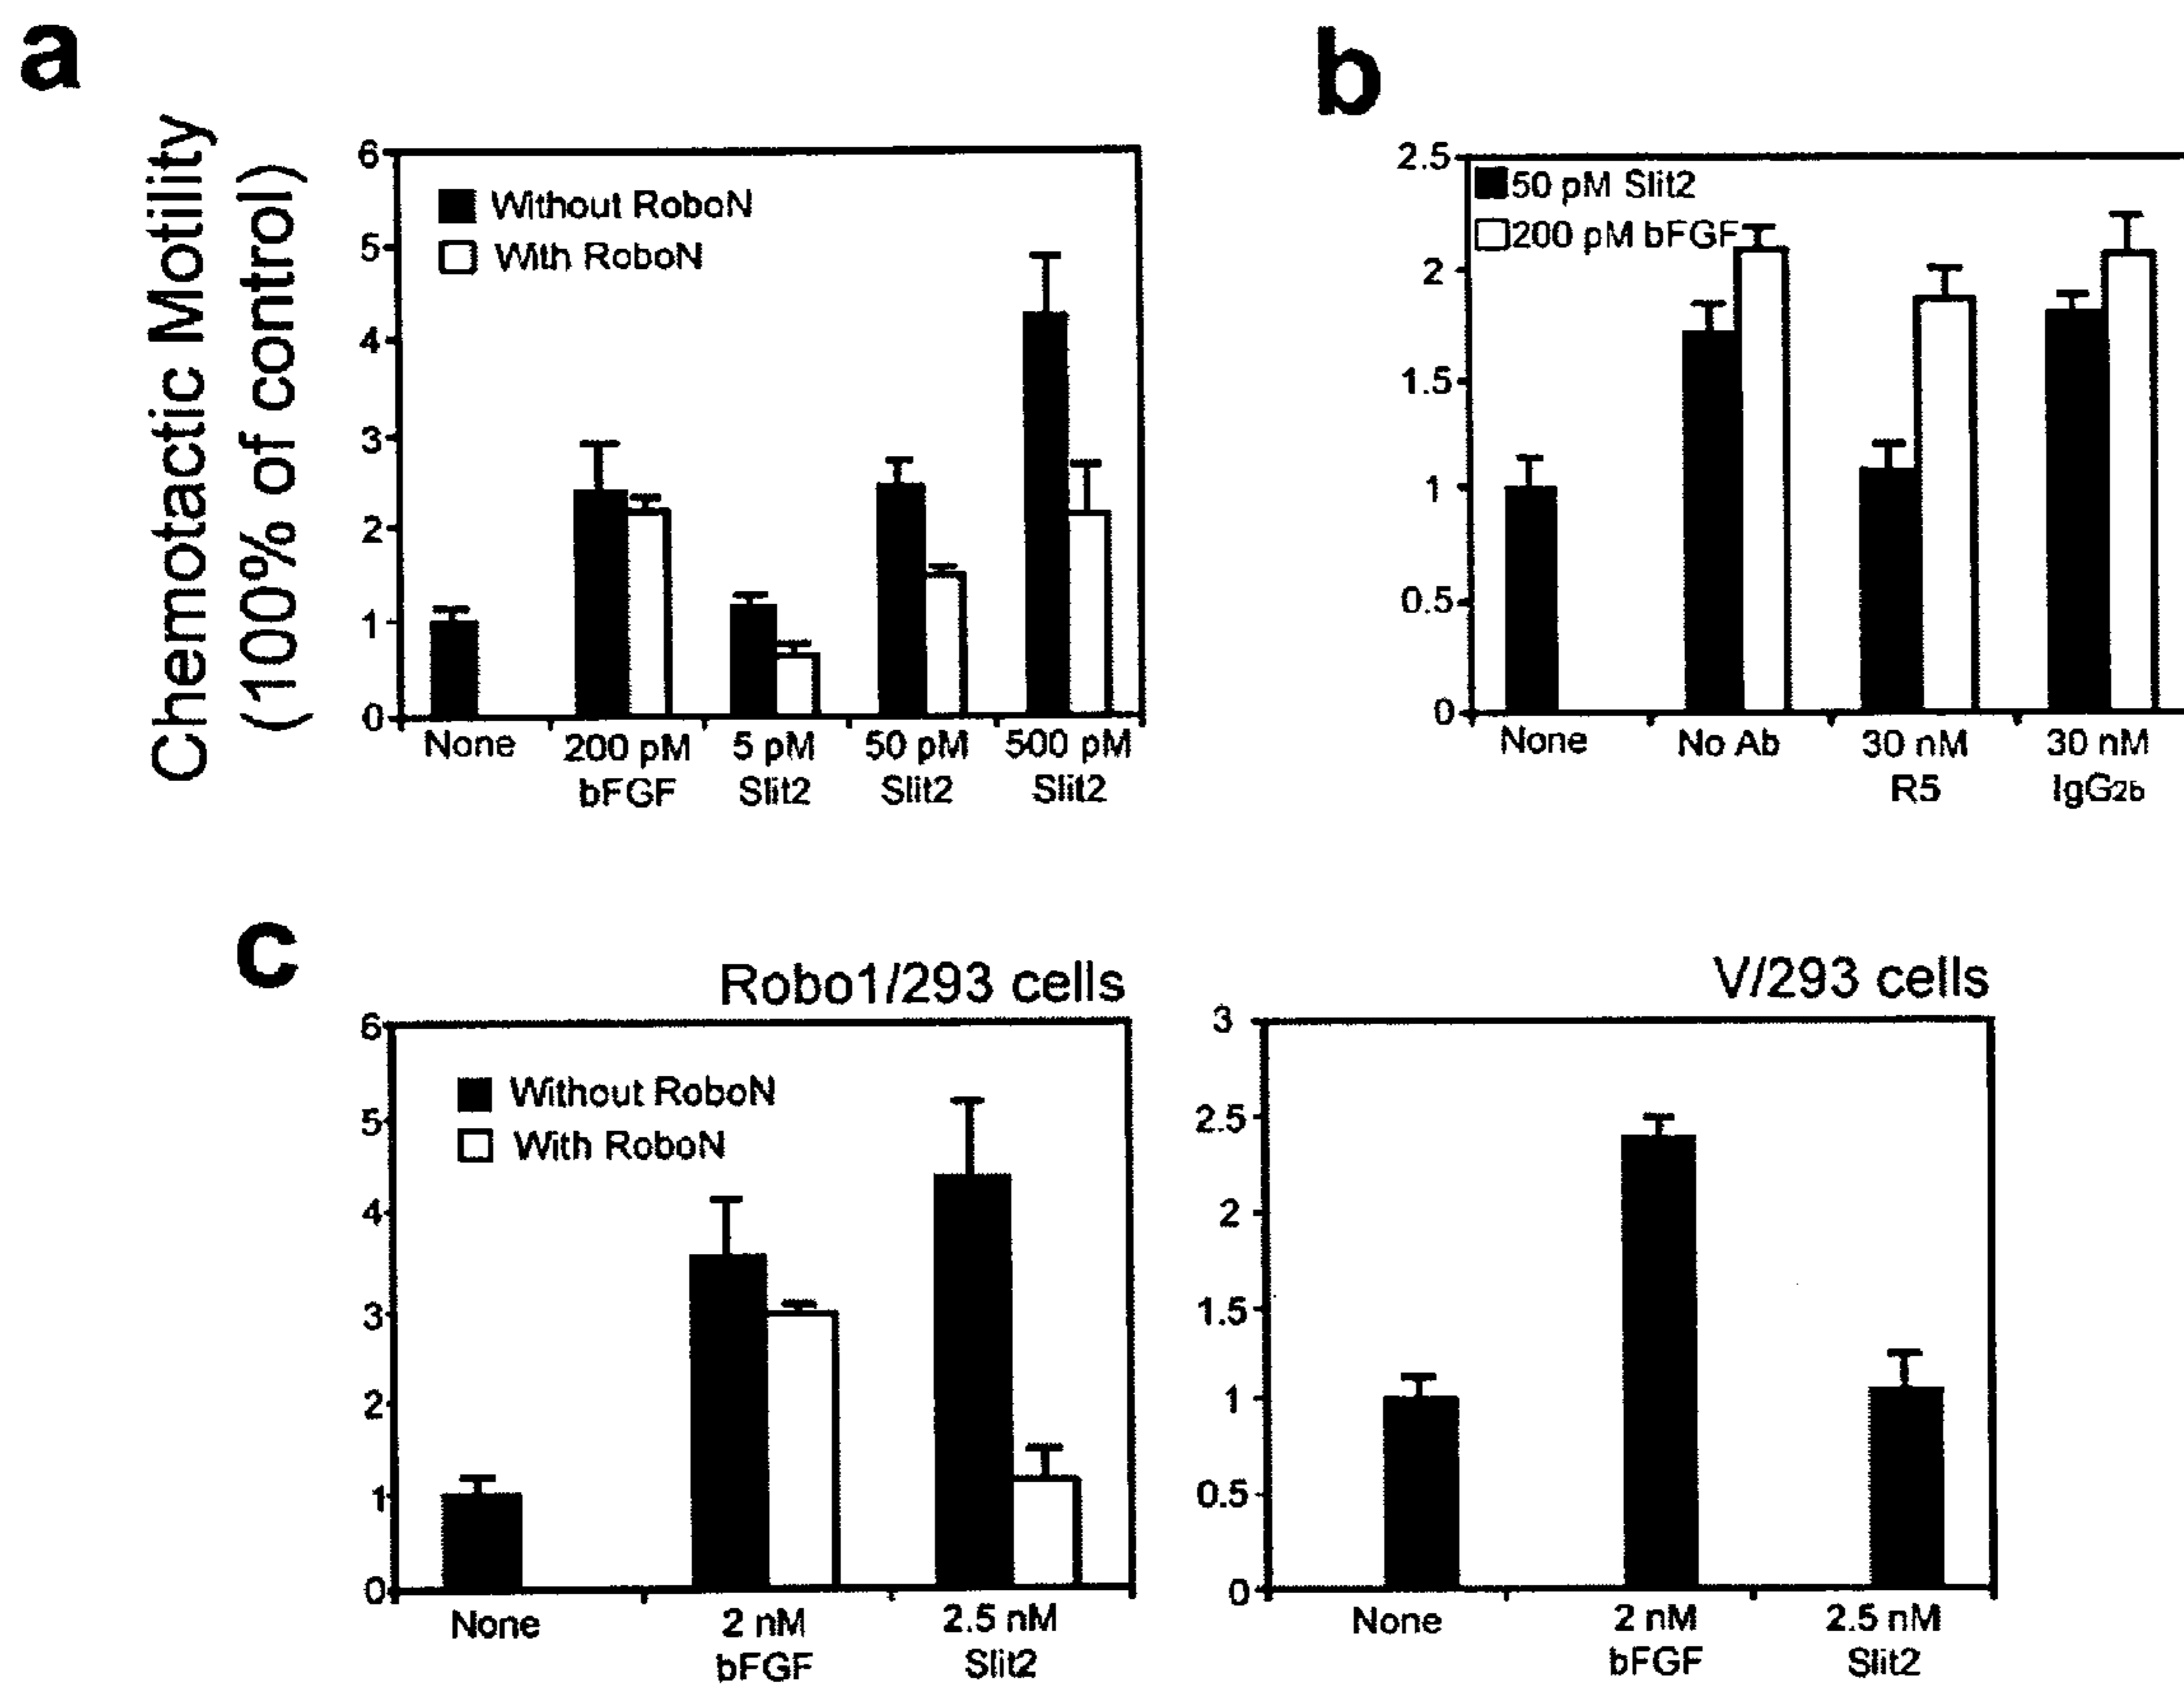 a
Chemotactic Motility
(100% of control)
6
5
4
3
2
1
0
Without RoboN
With RoboN
None
200 pM
bFGF
5 pM
Slit2
50 pM
Slit2
500 pM
Slit2
b
2.5
2
1.5
1
0.5
0
50 pM Slit2
200 pM bFGF
None
No Ab
30 nM
R5
30 nM
IgG2b
c
Robo1/293 cells
6
5
4
3
2
1
0
Without RoboN
With RoboN
None
2 nM
bFGF
2.5 nM
Slit2
V/293 cells
3
2.5
2
1.5
1
0.5
0
None
2 nM
bFGF
2.5 nM
Slit2